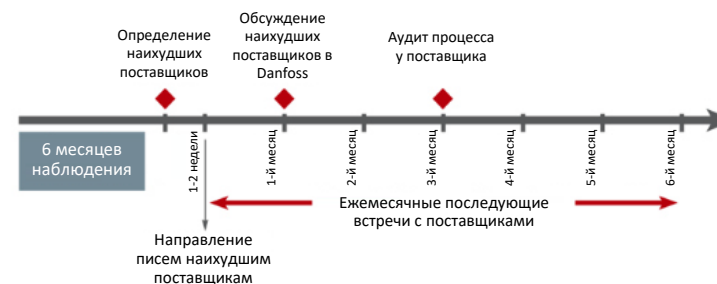 Определение
наихудших
поставщиков
Обсуждение
наихудших
поставщиков в
Danfoss
Аудит процесса
у поставщика
6 месяцев
наблюдения
1-2 недели
1-й месяц
2-й месяц
3-й месяц
4-й месяц
5-й месяц
6-й месяц
Ежемесячные последующие
встречи с поставщиками
Направление
писем наихудшим
поставщикам